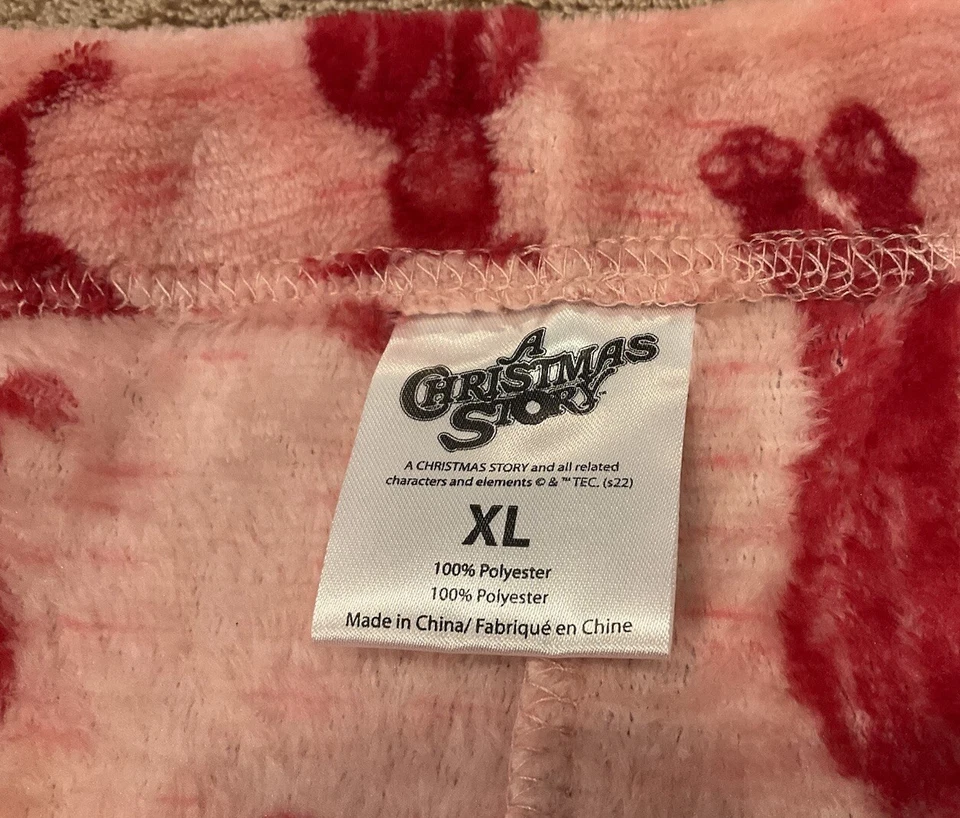 A
CHRISTMAS
STORY™
A CHRISTMAS STORY and all related
characters and elements © & ™ TEC. (s22)
XL
100% Polyester
100% Polyester
Made in China/ Fabriqué en Chine